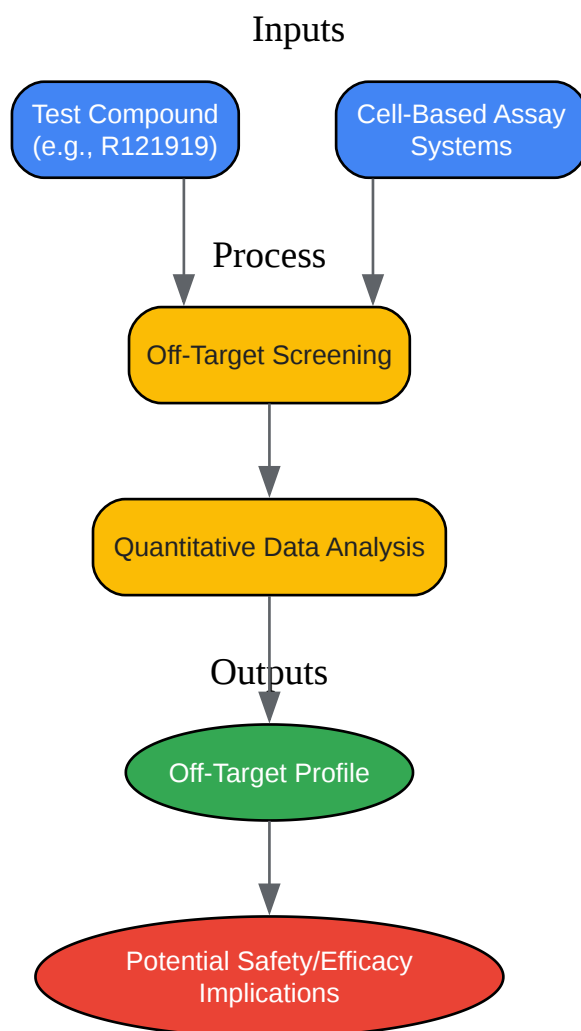 Inputs
Test Compound
(e.g., R121919)
Cell-Based Assay
Systems
Process
Off-Target Screening
Quantitative Data Analysis
Outputs
Off-Target Profile
Potential Safety/Efficacy
Implications